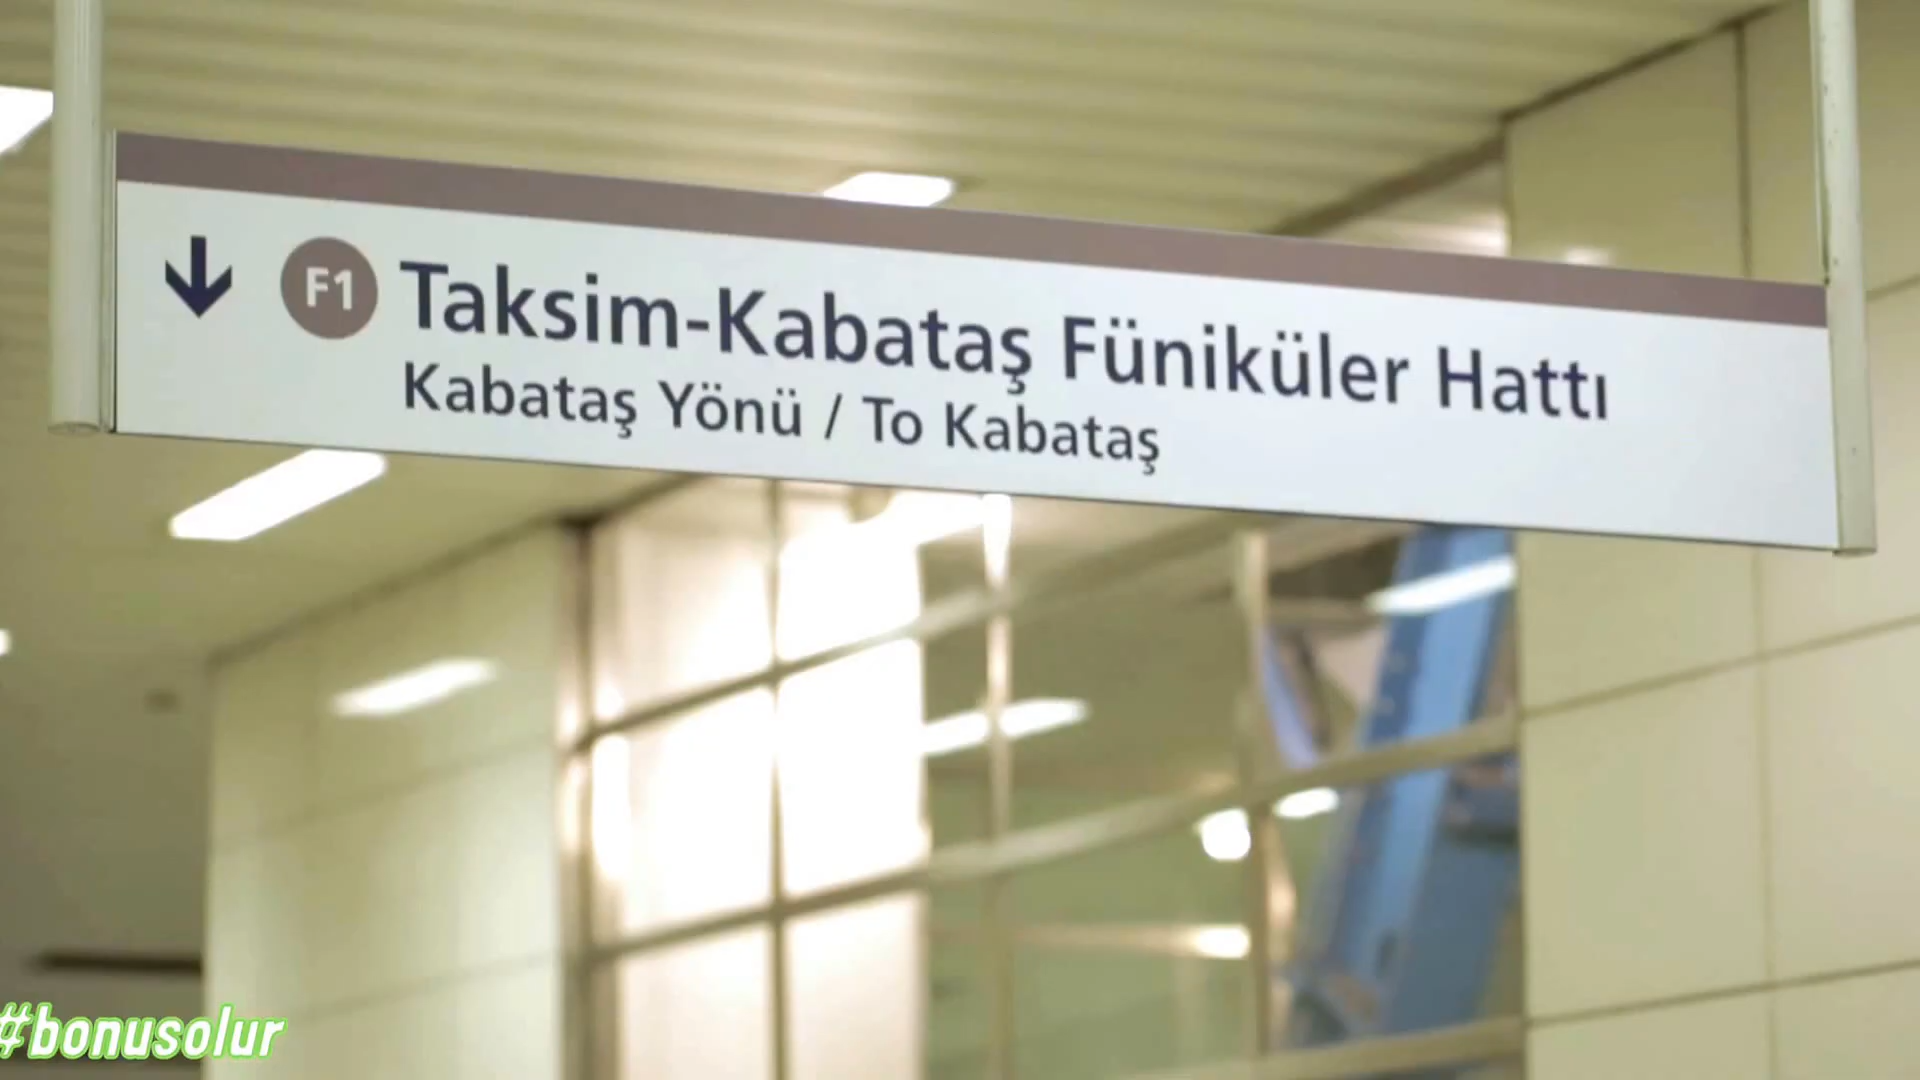 F1 Taksim-Kabataş Füniküler Hattı
Kabataş Yönü / To Kabataş
#bonusolur